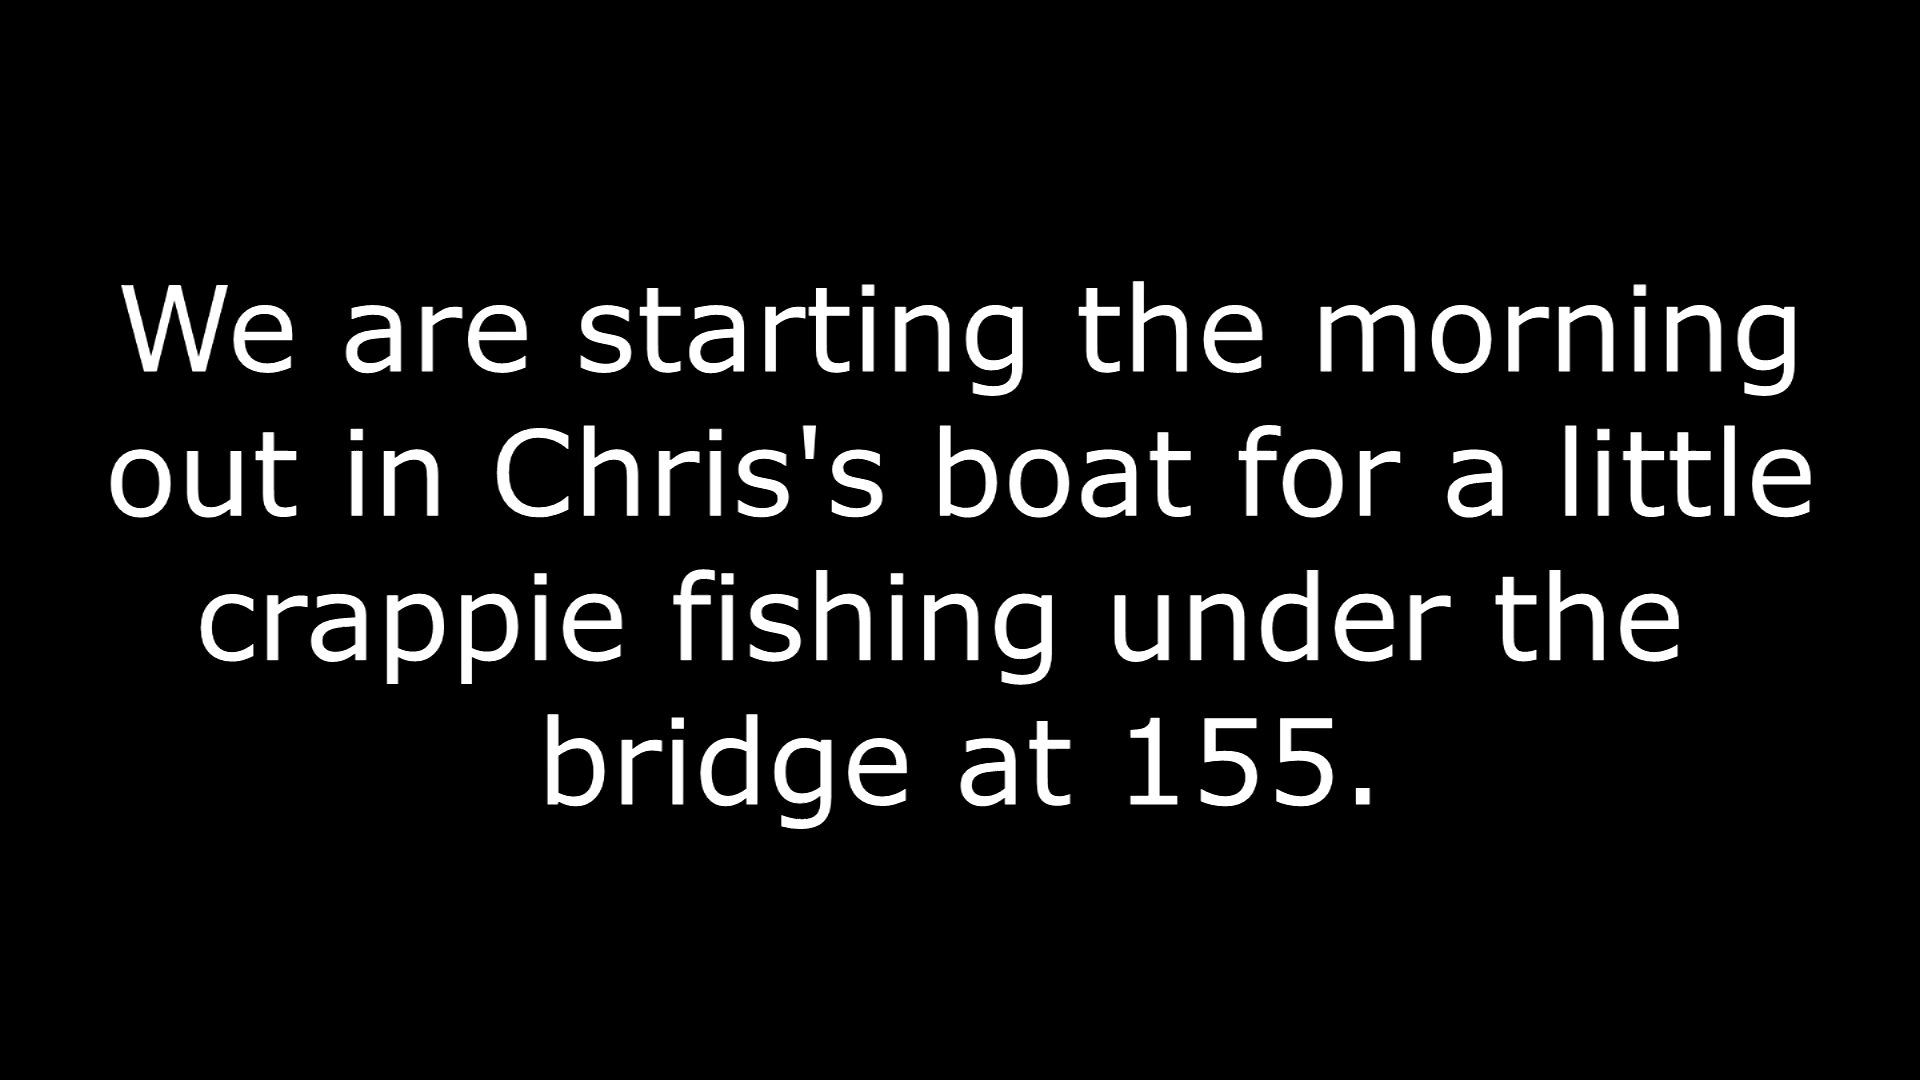 We are starting the morning
out in Chris's boat for a little
crappie fishing under the
bridge at 155.